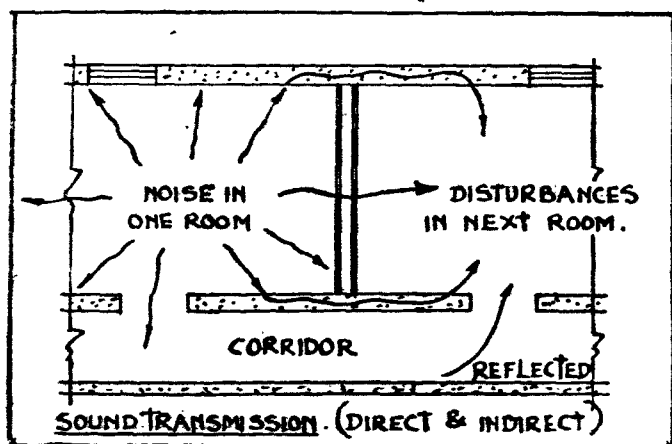 NOISE IN
ONE ROOM
DISTURBANCES
IN NEXT ROOM.
CORRIDOR
REFLECTED
SOUND TRANSMISSION. (DIRECT & INDIRECT)